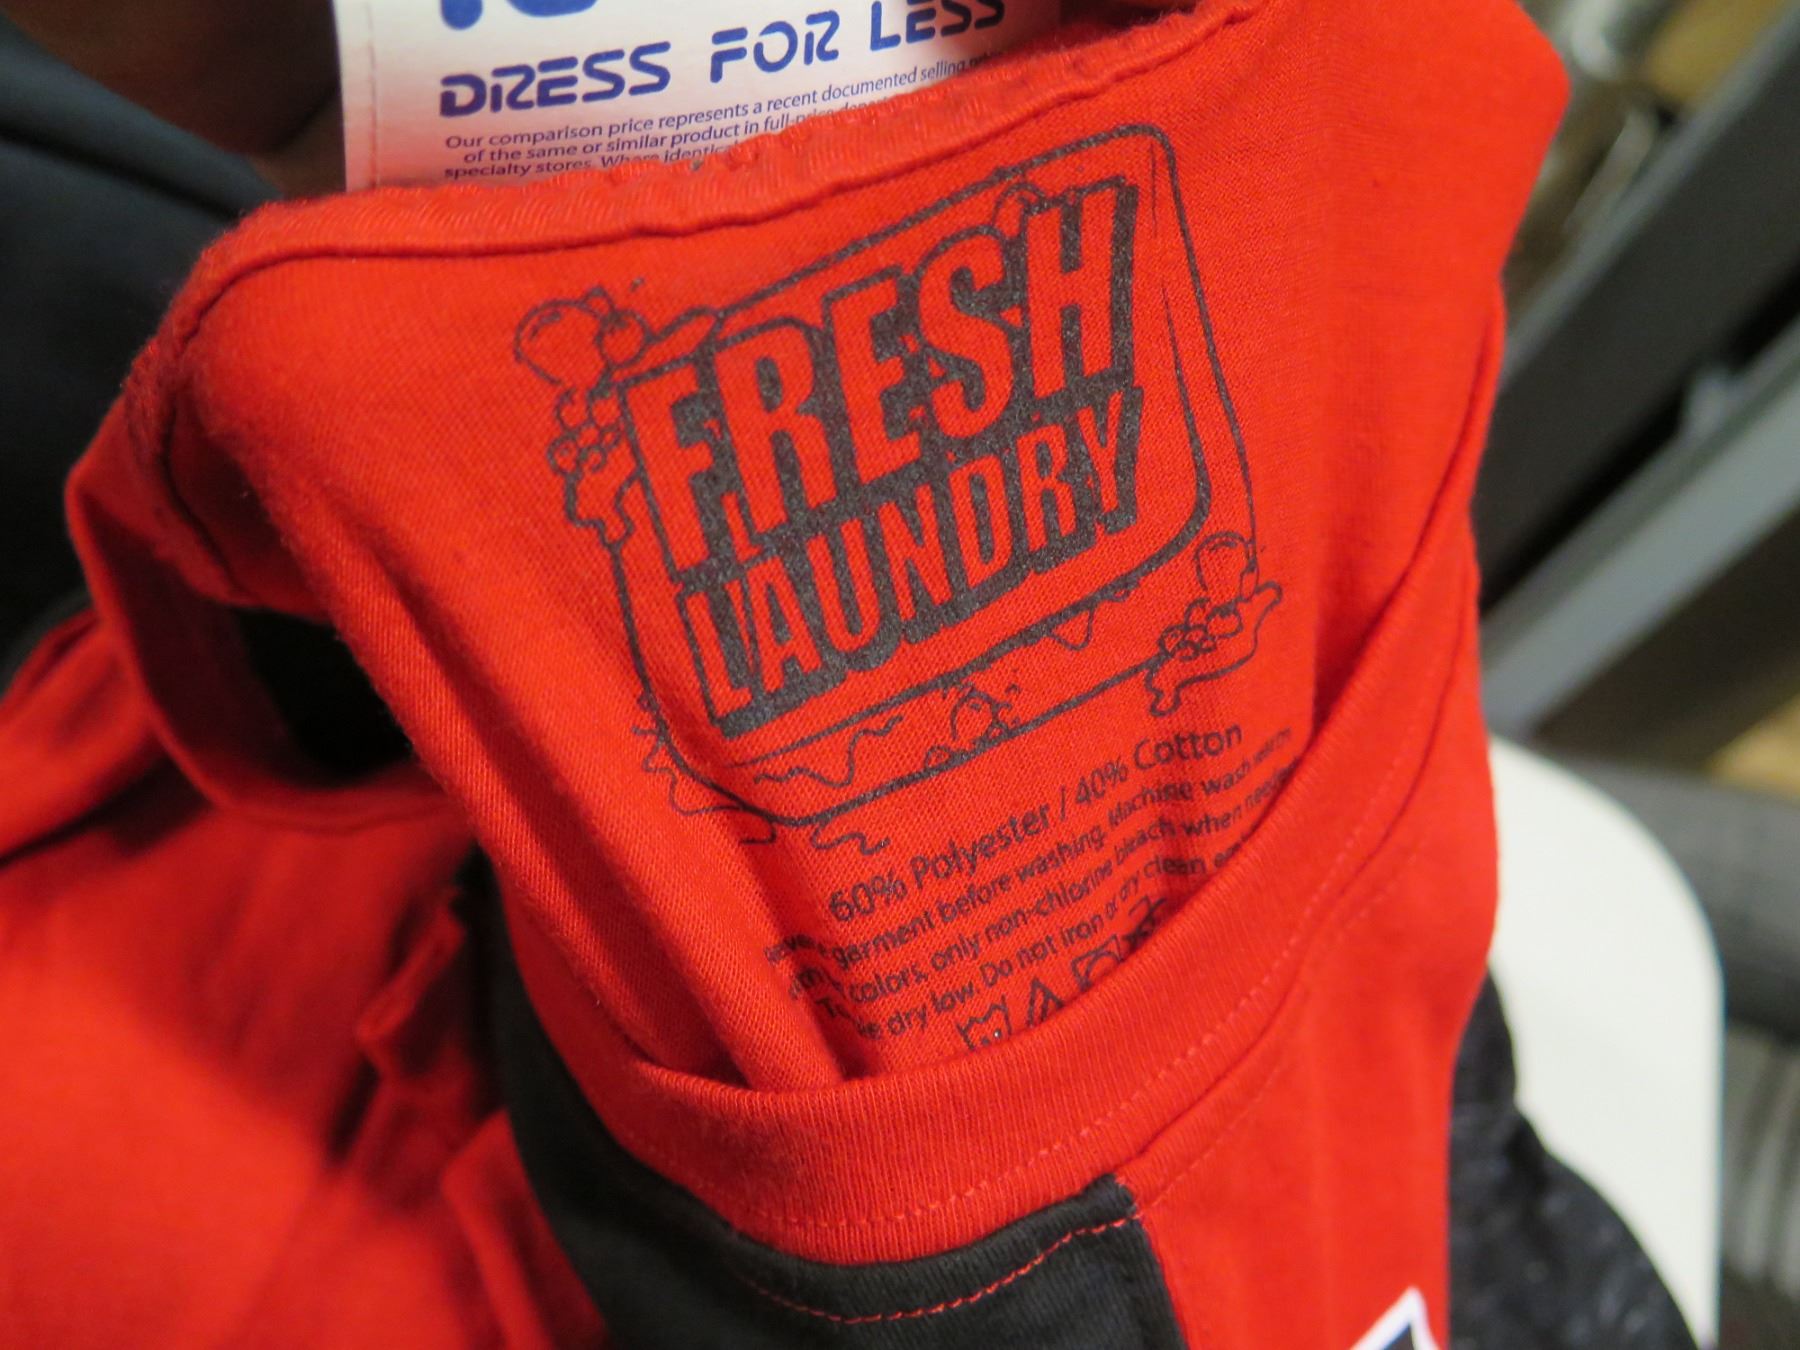 DRESS FOR LESS
Our comparison price represents a recent documented selling
of the same or similar product in full-price
specialty stores. Where
FRESH
LAUNDRY
60% Polyester / 40% Cotton
garment before washing. Machine wash
colors, only non-chlorine bleach when
dry low. Do not iron or dry clean